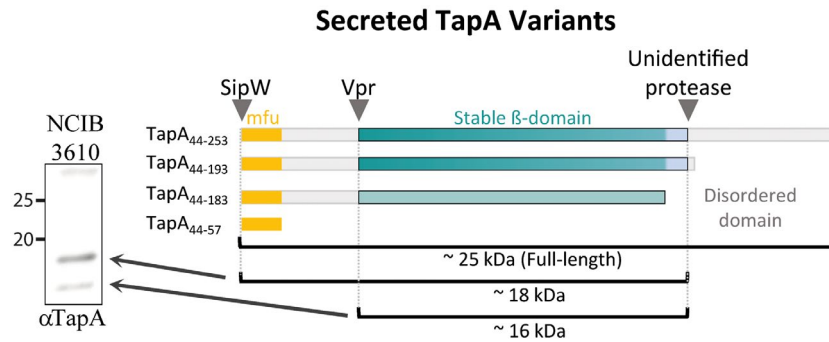 Secreted TapA Variants
Unidentified
protease
SipW
Vpr
mfu
Stable ß-domain
NCIB
3610
TapA44-253
TapA44-193
TapA44-183
TapA44-57
Disordered
domain
25
20
~ 25 kDa (Full-length)
~ 18 kDa
~ 16 kDa
αTapA